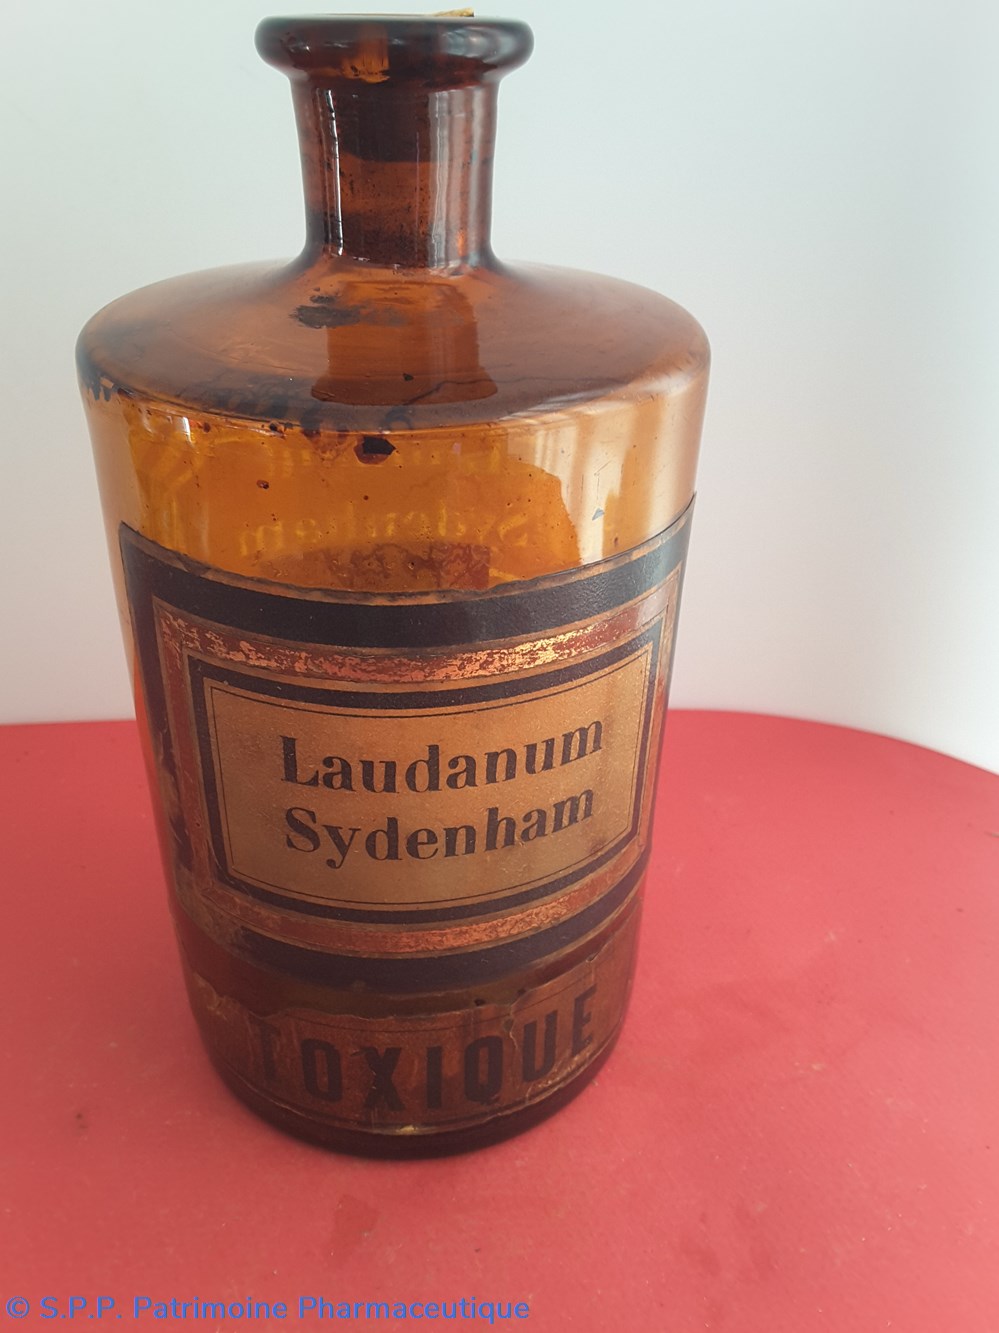 Laudanum
Sydenham
TOXIQUE
© S.P.P. Patrimoine Pharmaceutique